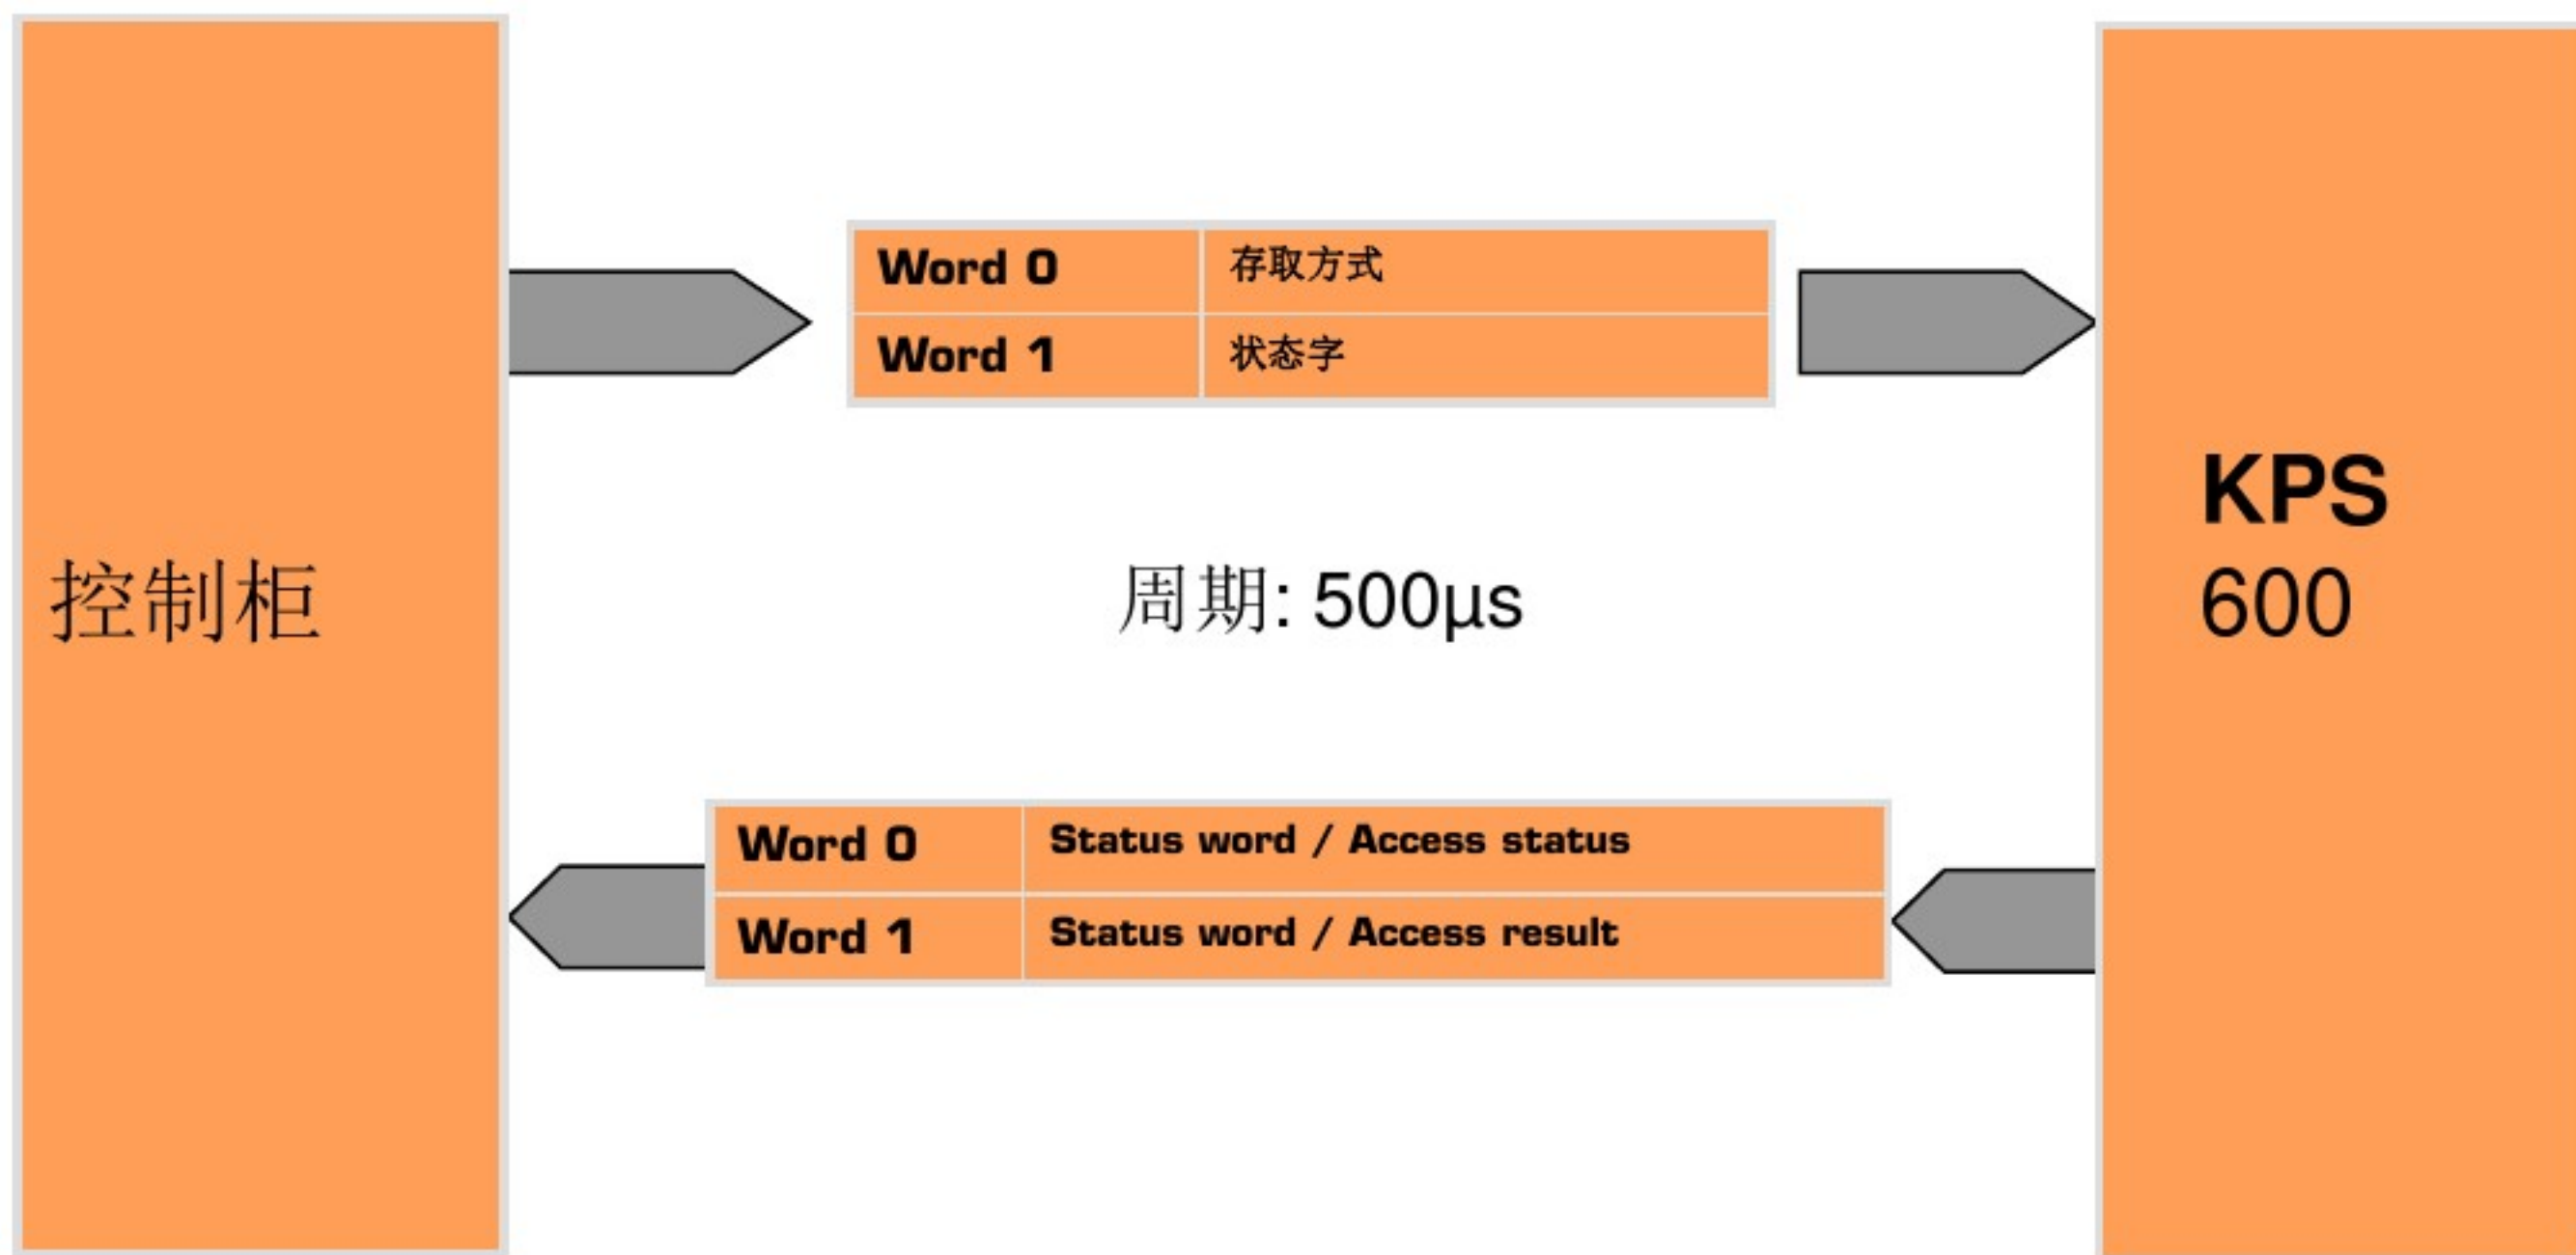 Word 0 存取方式
Word 1 状态字
控制柜
周期: 500µs
KPS
600
Word 0 Status word / Access status
Word 1 Status word / Access result